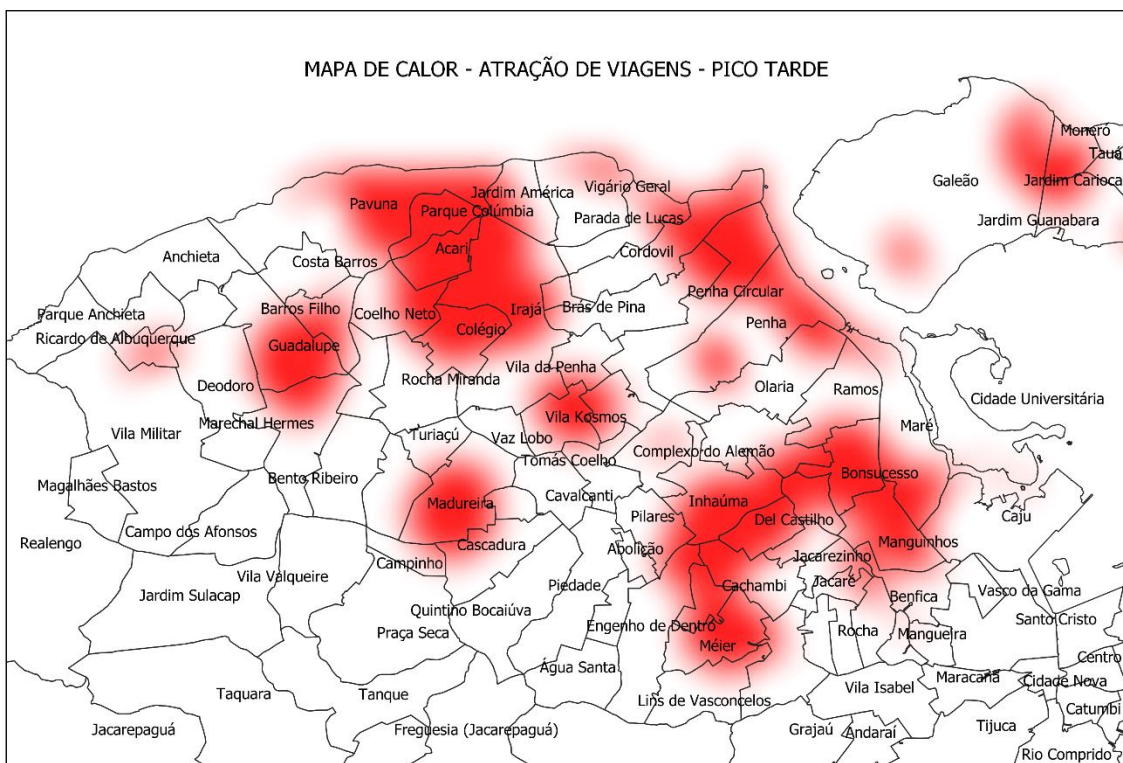 MAPA DE CALOR - ATRAÇÃO DE VIAGENS - PICO TARDE
Moneró
Tauá
Galeão
Jardim Carioca
Jardim América
Vigário Geral
Pavuna
Parque Colúmbia
Parada de Lucas
Jardim Guanabara
Acari
Cordovil
Anchieta
Costa Barros
Penha Circular
Barros Filho
Coelho Neto
Irajá
Brás de Pina
Parque Anchieta
Colégio
Penha
Ricardo de Albuquerque
Guadalupe
Vila da Penha
Rocha Miranda
Deodoro
Olaria
Ramos
Cidade Universitária
Vila Kosmos
Marechal Hermes
Maré
Vila Militar
Turiaçú
Vaz Lobo
Complexo do Alemão
Tomás Coelho
Bonsucesso
Bento Ribeiro
Magalhães Bastos
Cavalcanti
Inhaúma
Madureira
Pilares
Del Castilho
Caju
Campo dos Afonsos
Realengo
Cascadura
Abolição
Manguinhos
Jacarezinho
Campinho
Vila Valqueire
Piedade
Cachambi
Jacaré
Vasco da Gama
Jardim Sulacap
Benfica
Quintino Bocaiúva
Santo Cristo
Engenho de Dentro
Praça Seca
Rocha
Mangueira
Méier
Centro
Água Santa
Maracanã
Cidade Nova
Taquara
Tanque
Vila Isabel
Lins de Vasconcelos
Catumbi
Jacarepaguá
Freguesia (Jacarepaguá)
Grajaú
Andaraí
Tijuca
Rio Comprido